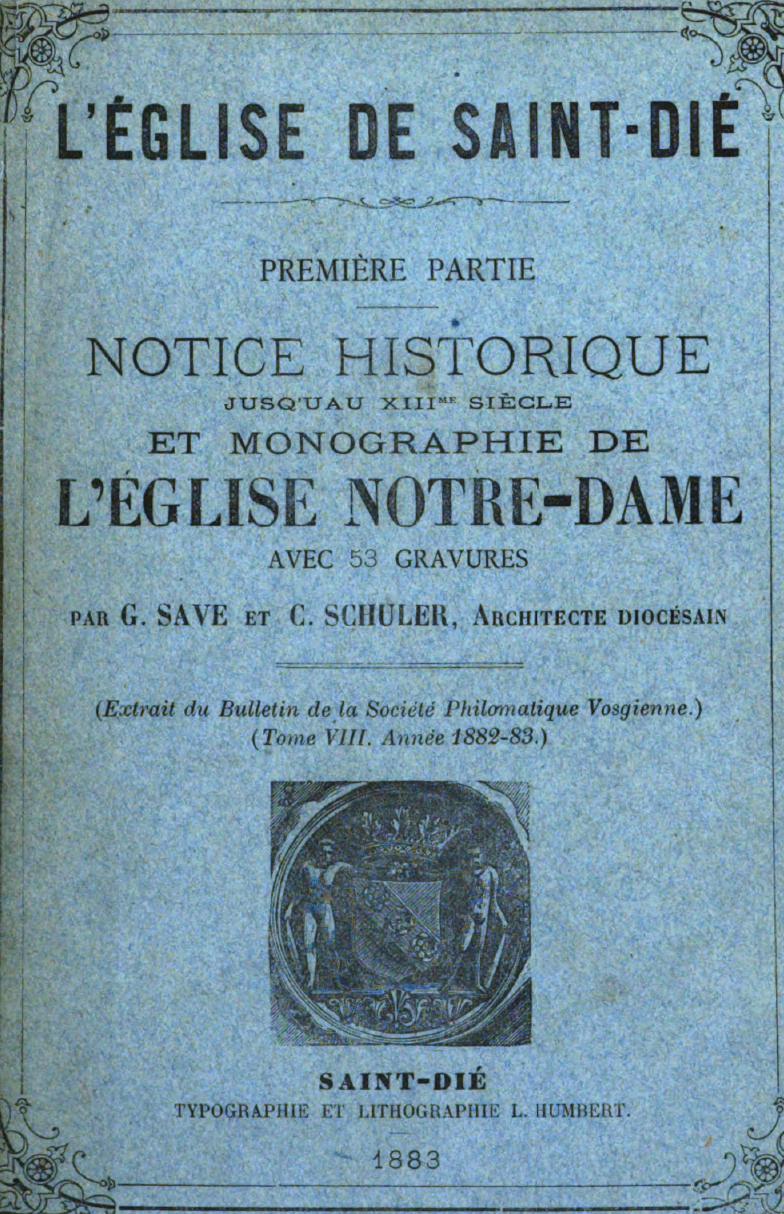 L'ÉGLISE DE SAINT-DIÉ
PREMIÈRE PARTIE
NOTICE HISTORIQUE
JUSQU'AU XIIIME SIÈCLE
ET MONOGRAPHIE DE
L'ÉGLISE NOTRE-DAME
AVEC 53 GRAVURES
PAR G. SAVE ET C. SCHULER, ARCHITECTE DIOCÉSAIN
(Extrait du Bulletin de la Société Philomatique Vosgienne.)
(Tome VIII. Année 1882-83.)
SAINT-DIÉ
TYPOGRAPHIE ET LITHOGRAPHIE L. HUMBERT.
1883